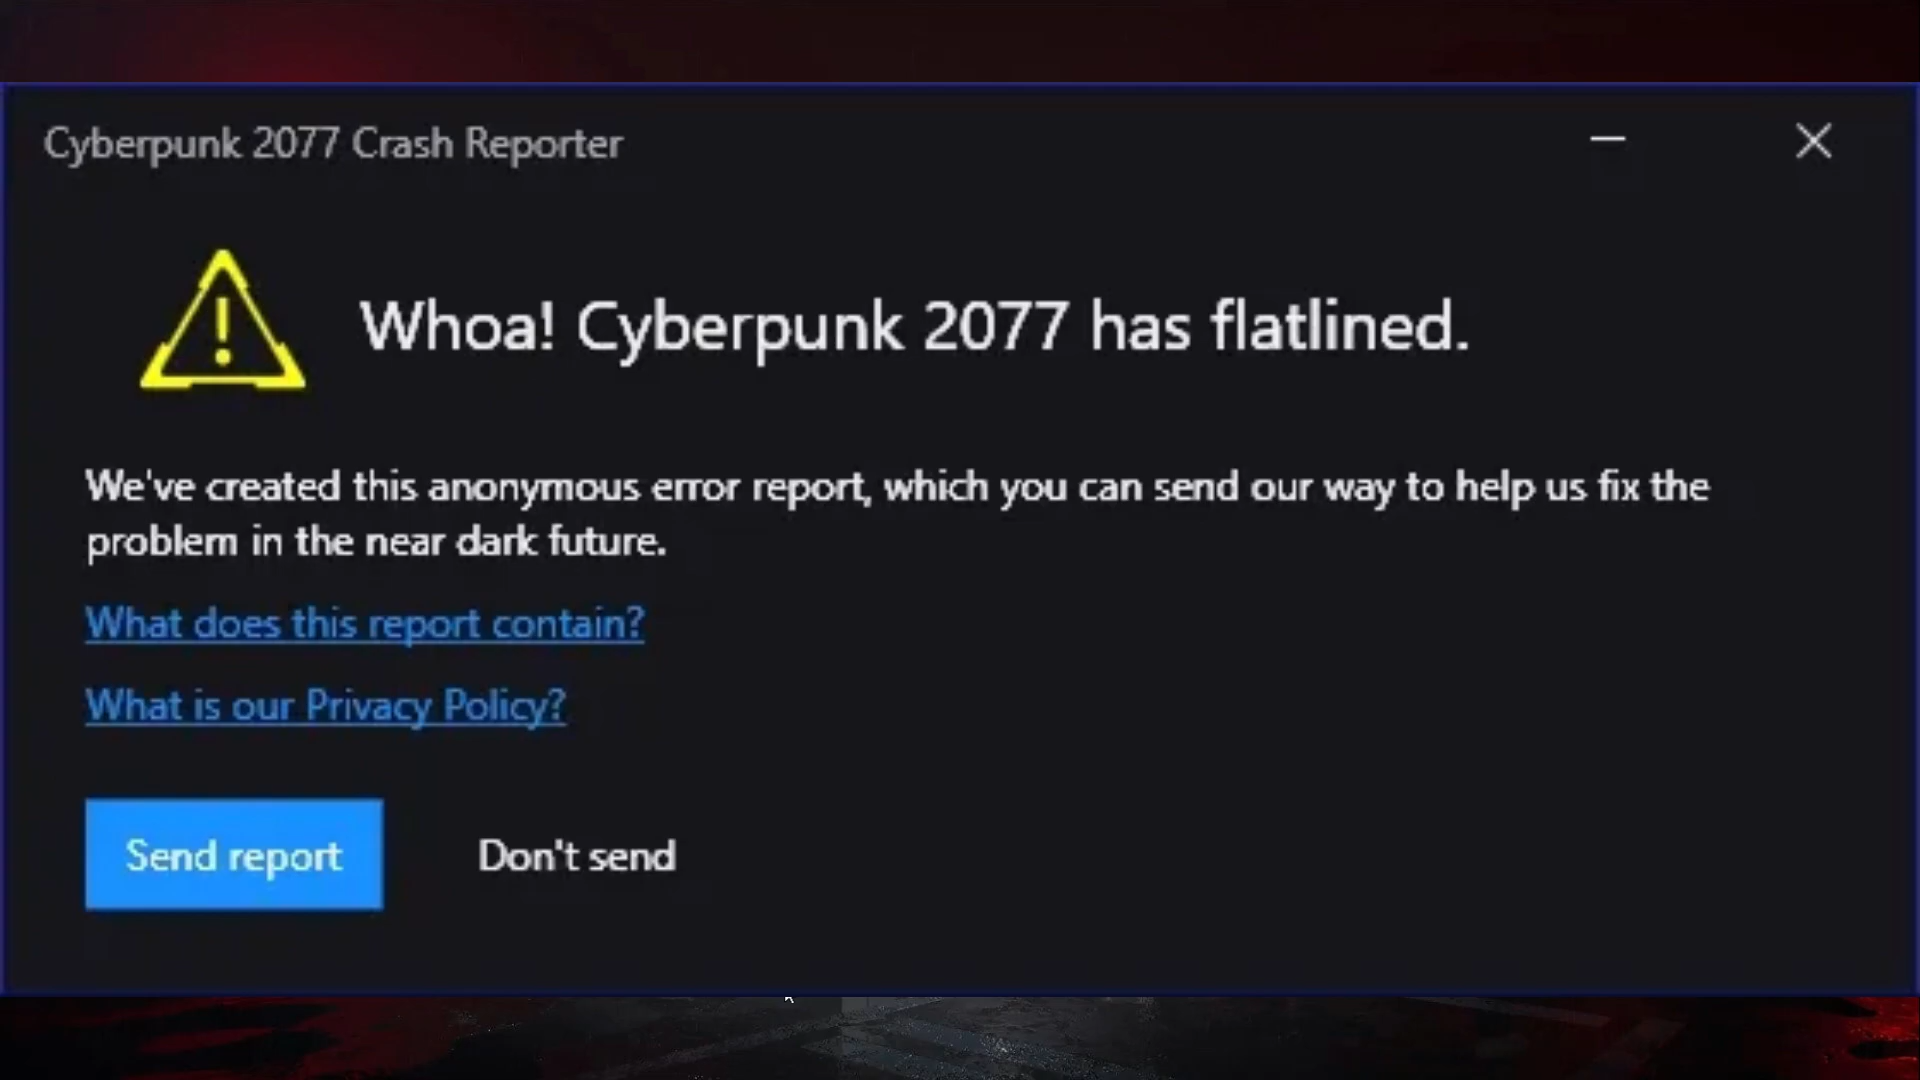 Cyberpunk 2077 Crash Reporter
Whoa! Cyberpunk 2077 has flatlined.
We've created this anonymous error report, which you can send our way to help us fix the
problem in the near dark future.
What does this report contain?
What is our Privacy Policy?
Send report
Don't send